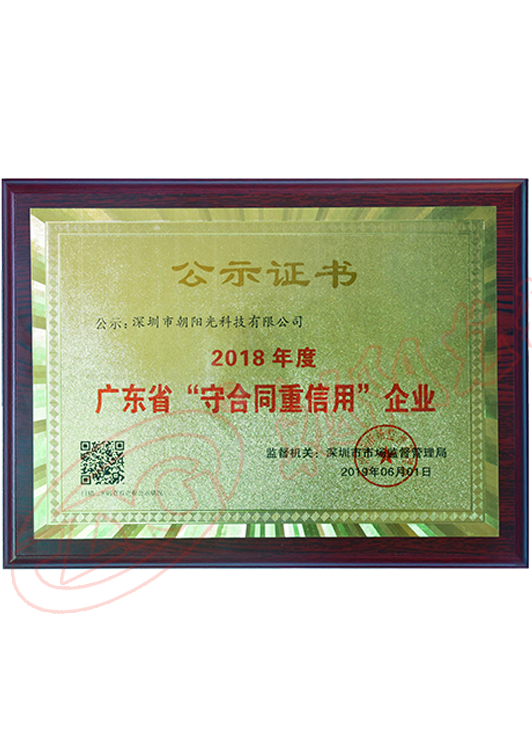 公示证书
公示：深圳市朝阳光科技有限公司
2018 年度
广东省“守合同重信用”企业
监督机关：深圳市市场监督管理局
2019年06月01日